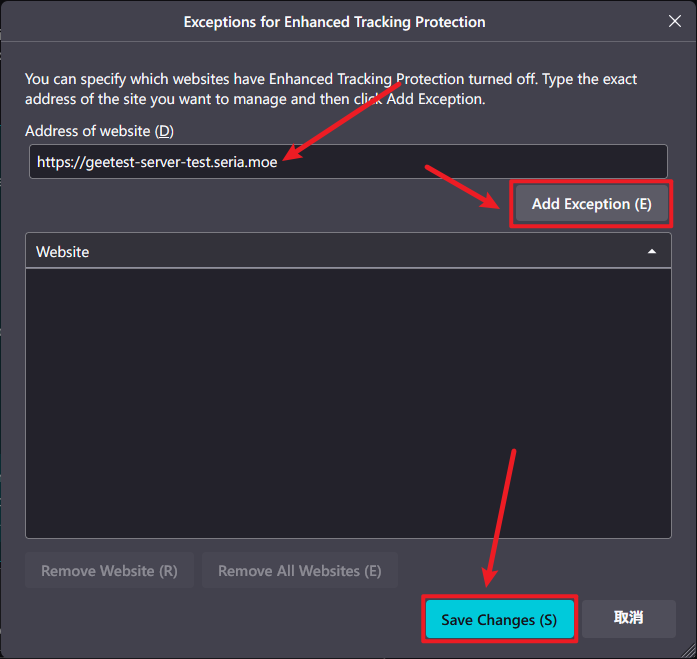 Exceptions for Enhanced Tracking Protection
You can specify which websites have Enhanced Tracking Protection turned off. Type the exact
address of the site you want to manage and then click Add Exception.
Address of website (D)
https://geetest-server-test.seria.moe
Add Exception (E)
Website
Remove Website (R)
Remove All Websites (E)
Save Changes (S)
取消